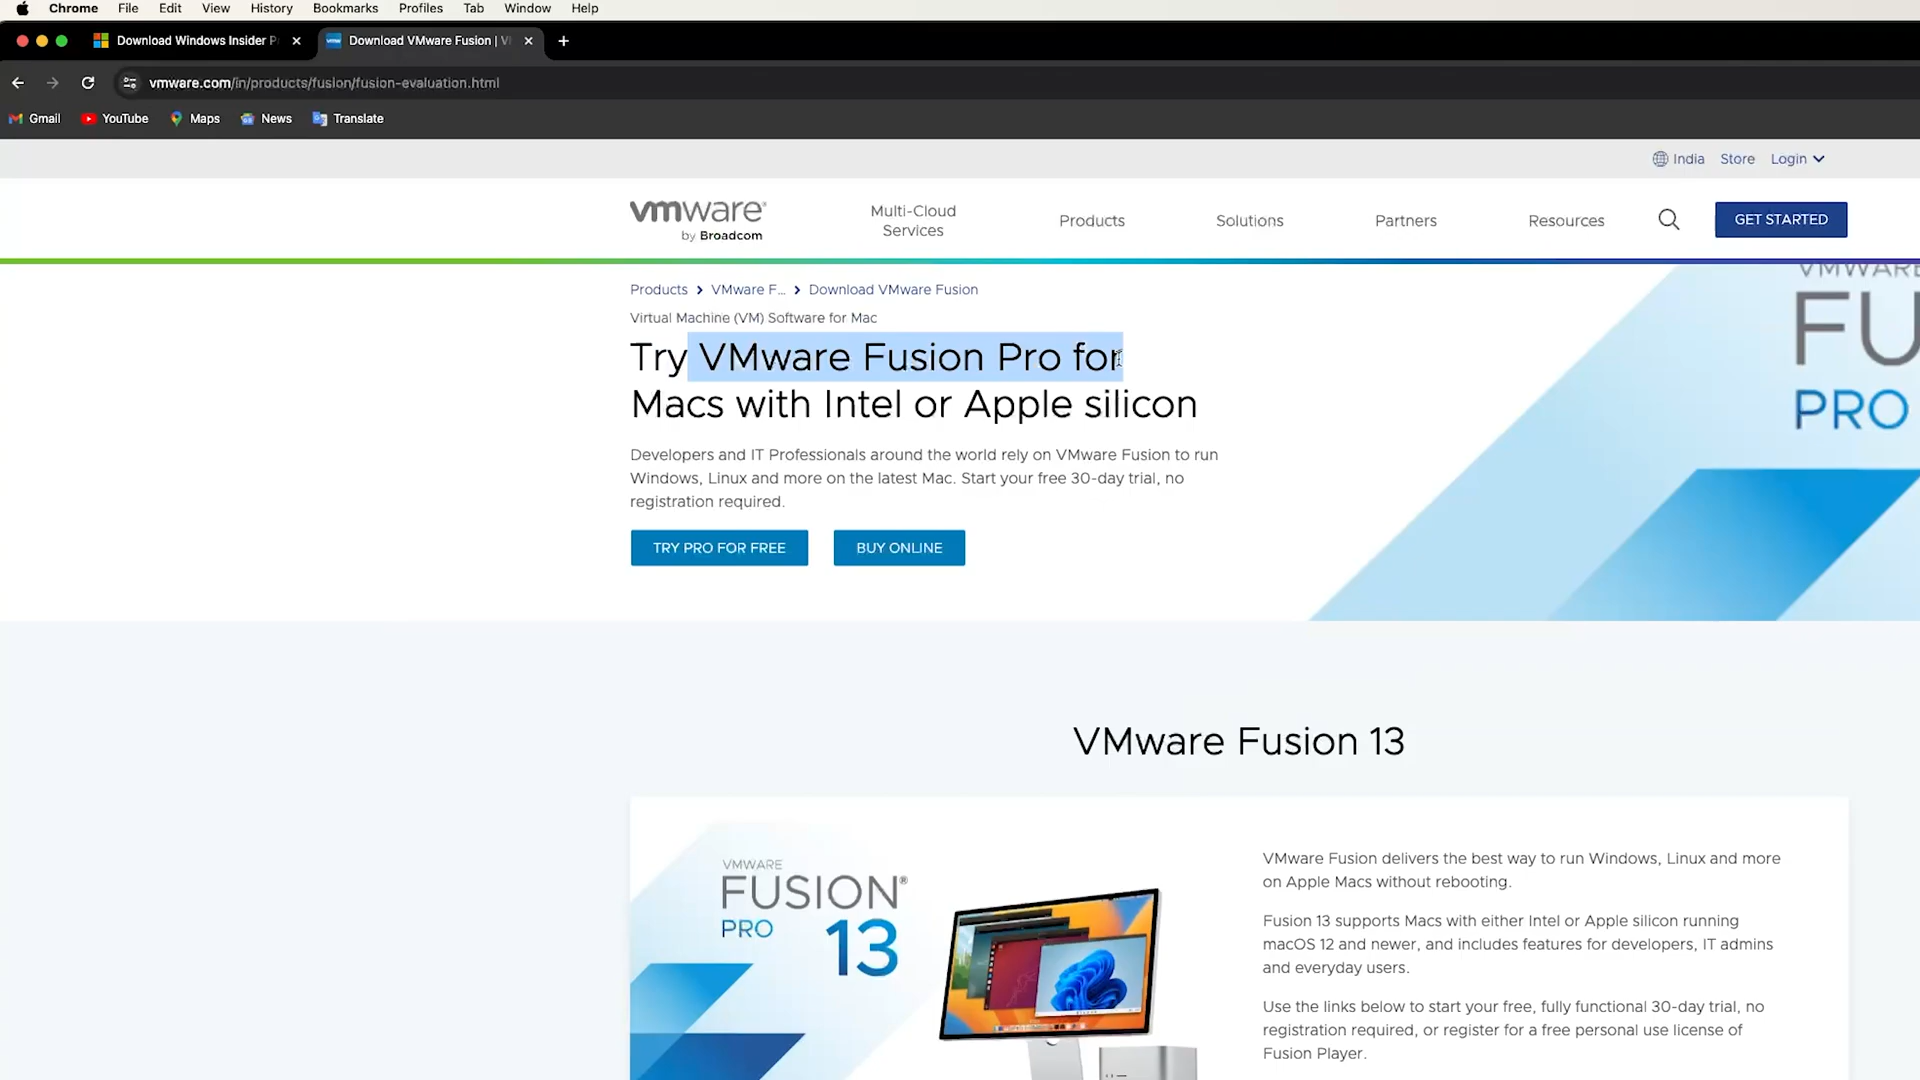 Chrome File Edit View History Bookmarks Profiles Tab Window Help
Download Windows Insider P
Download VMware Fusion | V
vmware.com/in/products/fusion/fusion-evaluation.html
Gmail YouTube Maps News Translate
India Store Login
vmware®
by Broadcom
Multi-Cloud
Services
Products
Solutions
Partners
Resources
GET STARTED
Products > VMware F... > Download VMware Fusion
Virtual Machine (VM) Software for Mac
Try VMware Fusion Pro for
Macs with Intel or Apple silicon
Developers and IT Professionals around the world rely on VMware Fusion to run
Windows, Linux and more on the latest Mac. Start your free 30-day trial, no
registration required.
TRY PRO FOR FREE
BUY ONLINE
VMWARE
FU
PRO
VMware Fusion 13
VMWARE
FUSION®
PRO 13
VMware Fusion delivers the best way to run Windows, Linux and more
on Apple Macs without rebooting.
Fusion 13 supports Macs with either Intel or Apple silicon running
macOS 12 and newer, and includes features for developers, IT admins
and everyday users.
Use the links below to start your free, fully functional 30-day trial, no
registration required, or register for a free personal use license of
Fusion Player.